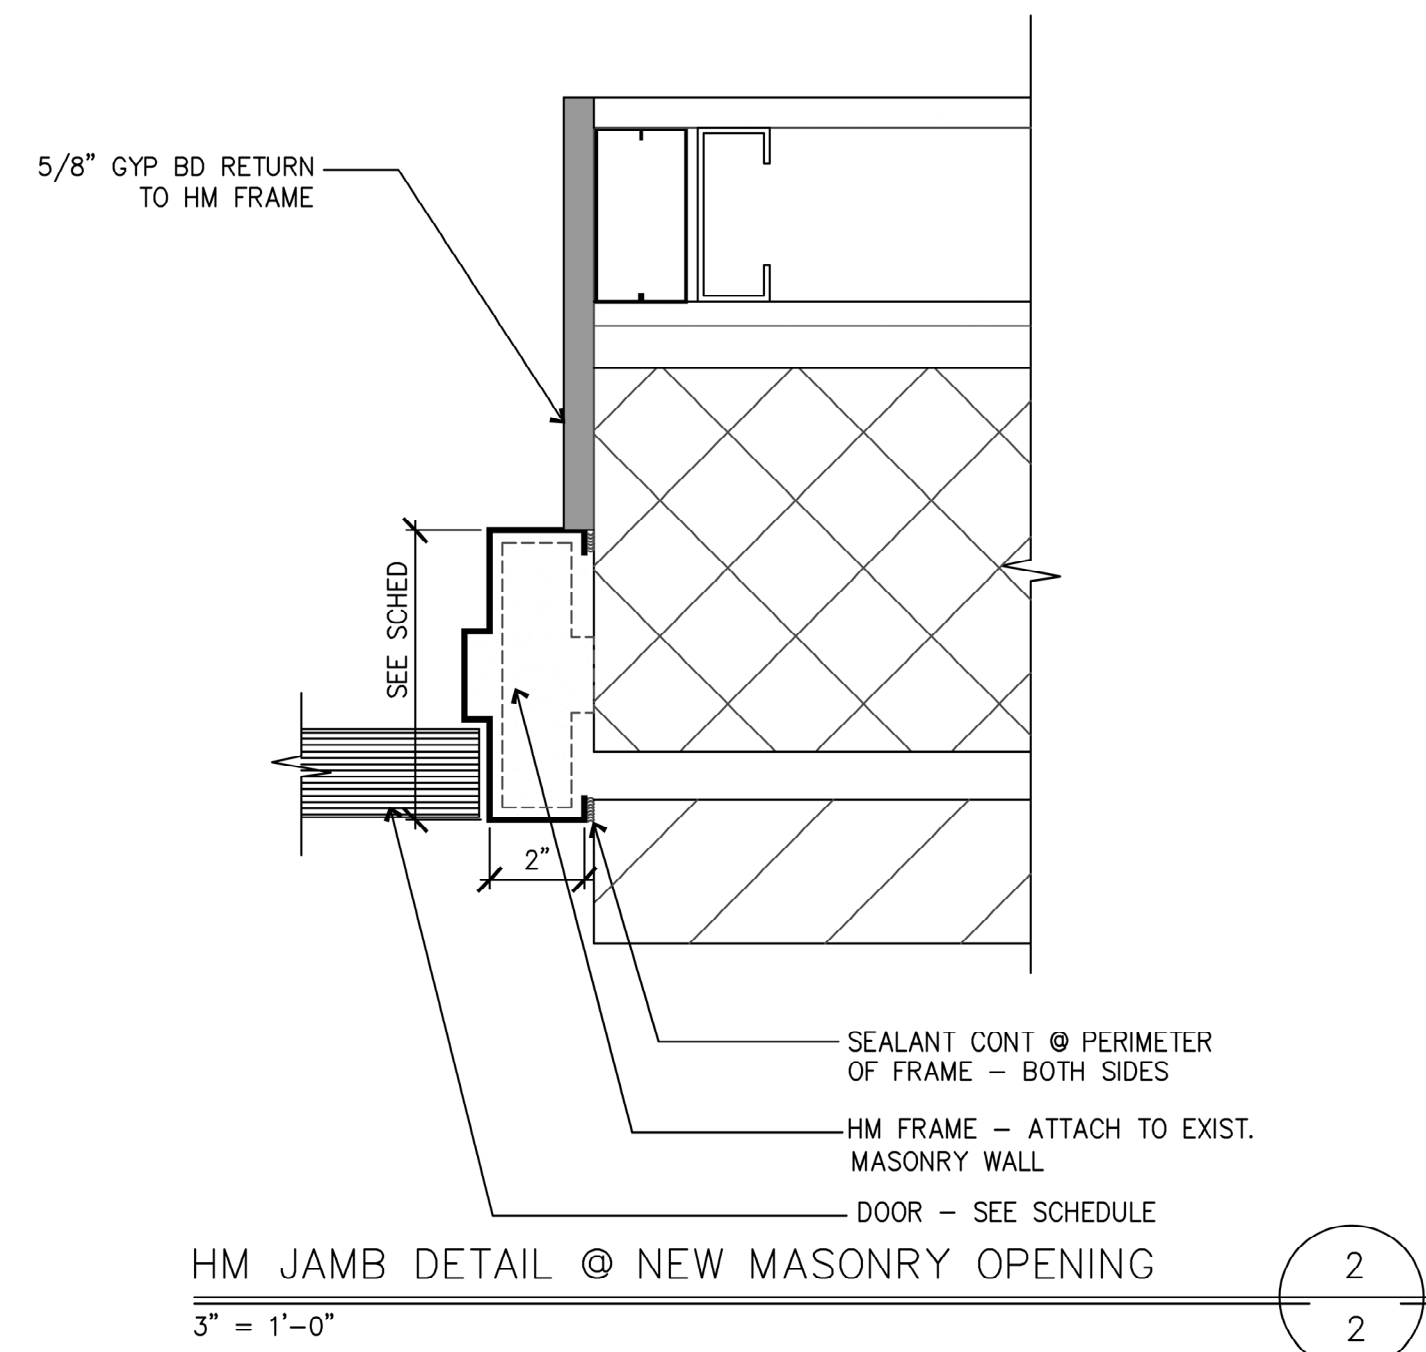 5/8” GYP BD RETURN
TO HM FRAME
SEE SCHED
2”
SEALANT CONT @ PERIMETER
OF FRAME – BOTH SIDES
HM FRAME – ATTACH TO EXIST.
MASONRY WALL
DOOR – SEE SCHEDULE
HM JAMB DETAIL @ NEW MASONRY OPENING
3” = 1’–0”
2
2